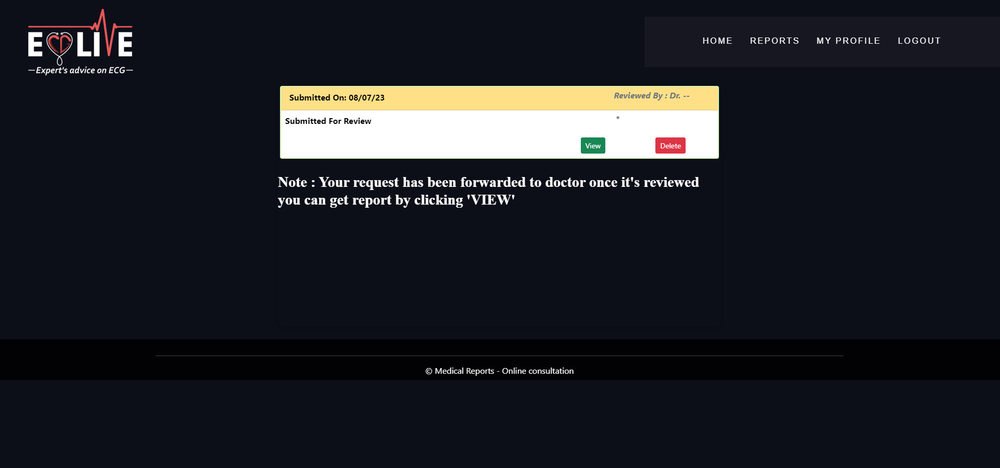 ECGLIVE
—Expert's advice on ECG—
HOME REPORTS MY PROFILE LOGOUT
Submitted On: 08/07/23 Reviewed By : Dr. --
Submitted For Review *
View Delete
Note : Your request has been forwarded to doctor once it's reviewed
you can get report by clicking 'VIEW'
© Medical Reports - Online consultation